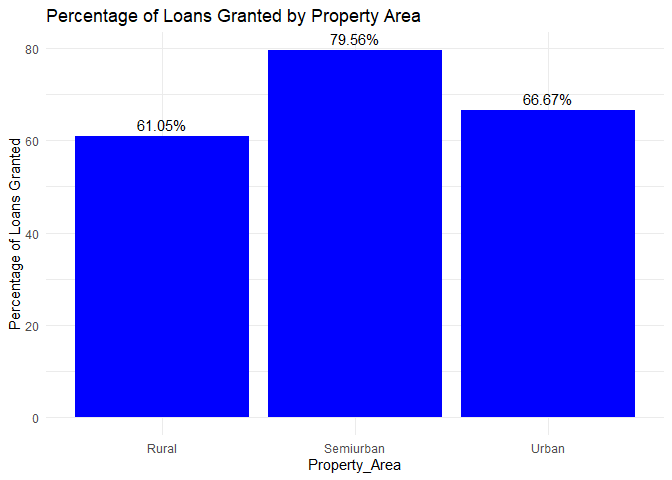 Percentage of Loans Granted by Property Area
Percentage of Loans Granted
80
60
40
20
0
61.05%
79.56%
66.67%
Rural
Semiurban
Urban
Property_Area